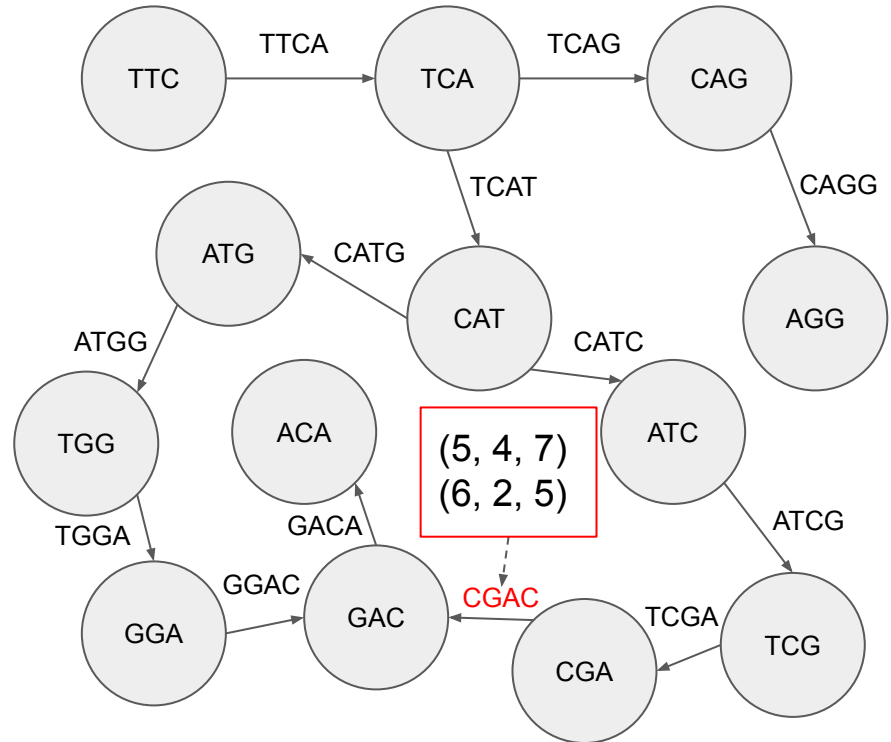 TTCA
TCAG
TTC
TCA
CAG
TCAT
CAGG
ATG
CATG
CAT
AGG
ATGG
CATC
TGG
ACA
(5, 4, 7)
(6, 2, 5)
ATC
TGGA
GACA
ATCG
GGAC
CGAC
TCGA
GGA
GAC
CGA
TCG